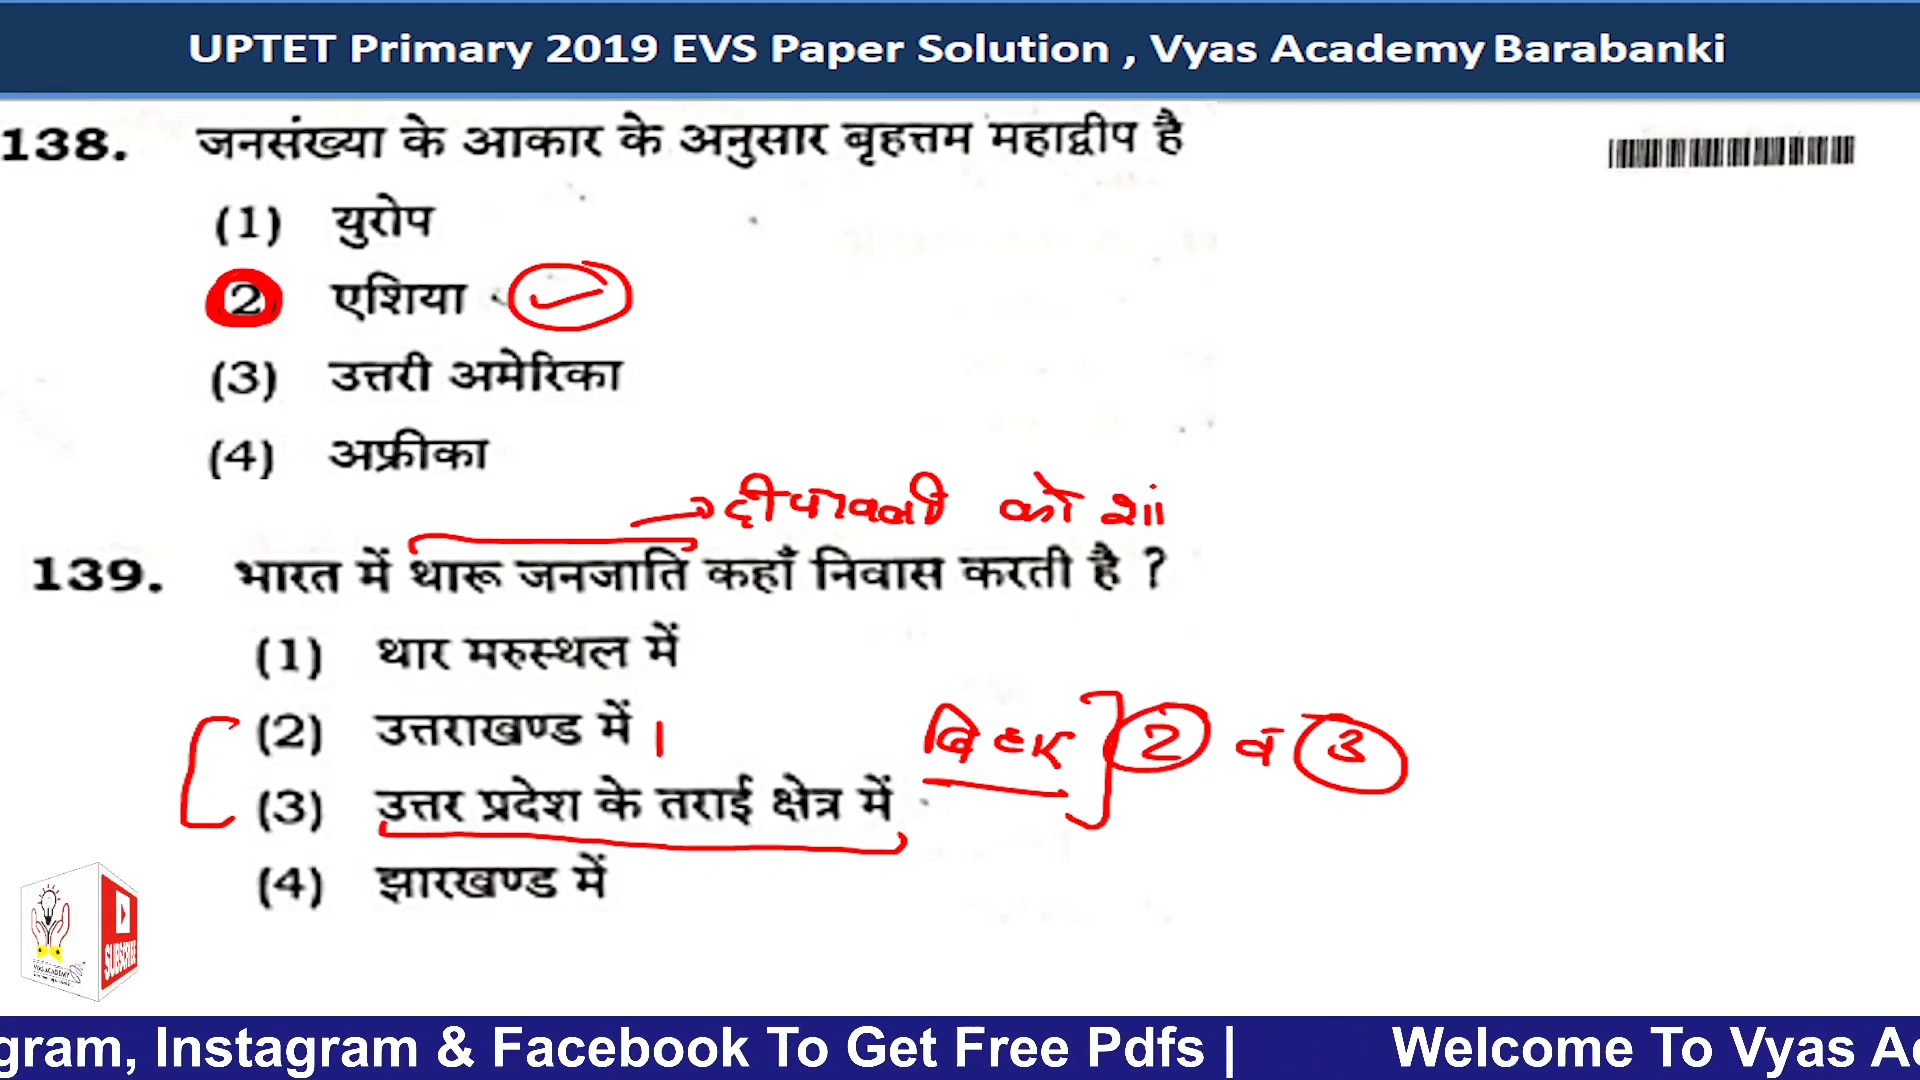 UPTET Primary 2019 EVS Paper Solution , Vyas Academy Barabanki
138. जनसंख्या के आकार के अनुसार बृहत्तम महाद्वीप है
(1) युरोप
2 एशिया
(3) उत्तरी अमेरिका
(4) अफ्रीका
को शा
139. भारत में थारू जनजाति कहाँ निवास करती है ?
(1) थार मरुस्थल में
(2) उत्तराखण्ड में
2 व 3
(3) उत्तर प्रदेश के तराई क्षेत्र में
(4) झारखण्ड में
VYAS ACADEMY
SUBSCRIBE
gram, Instagram & Facebook To Get Free Pdfs | Welcome To Vyas Ac